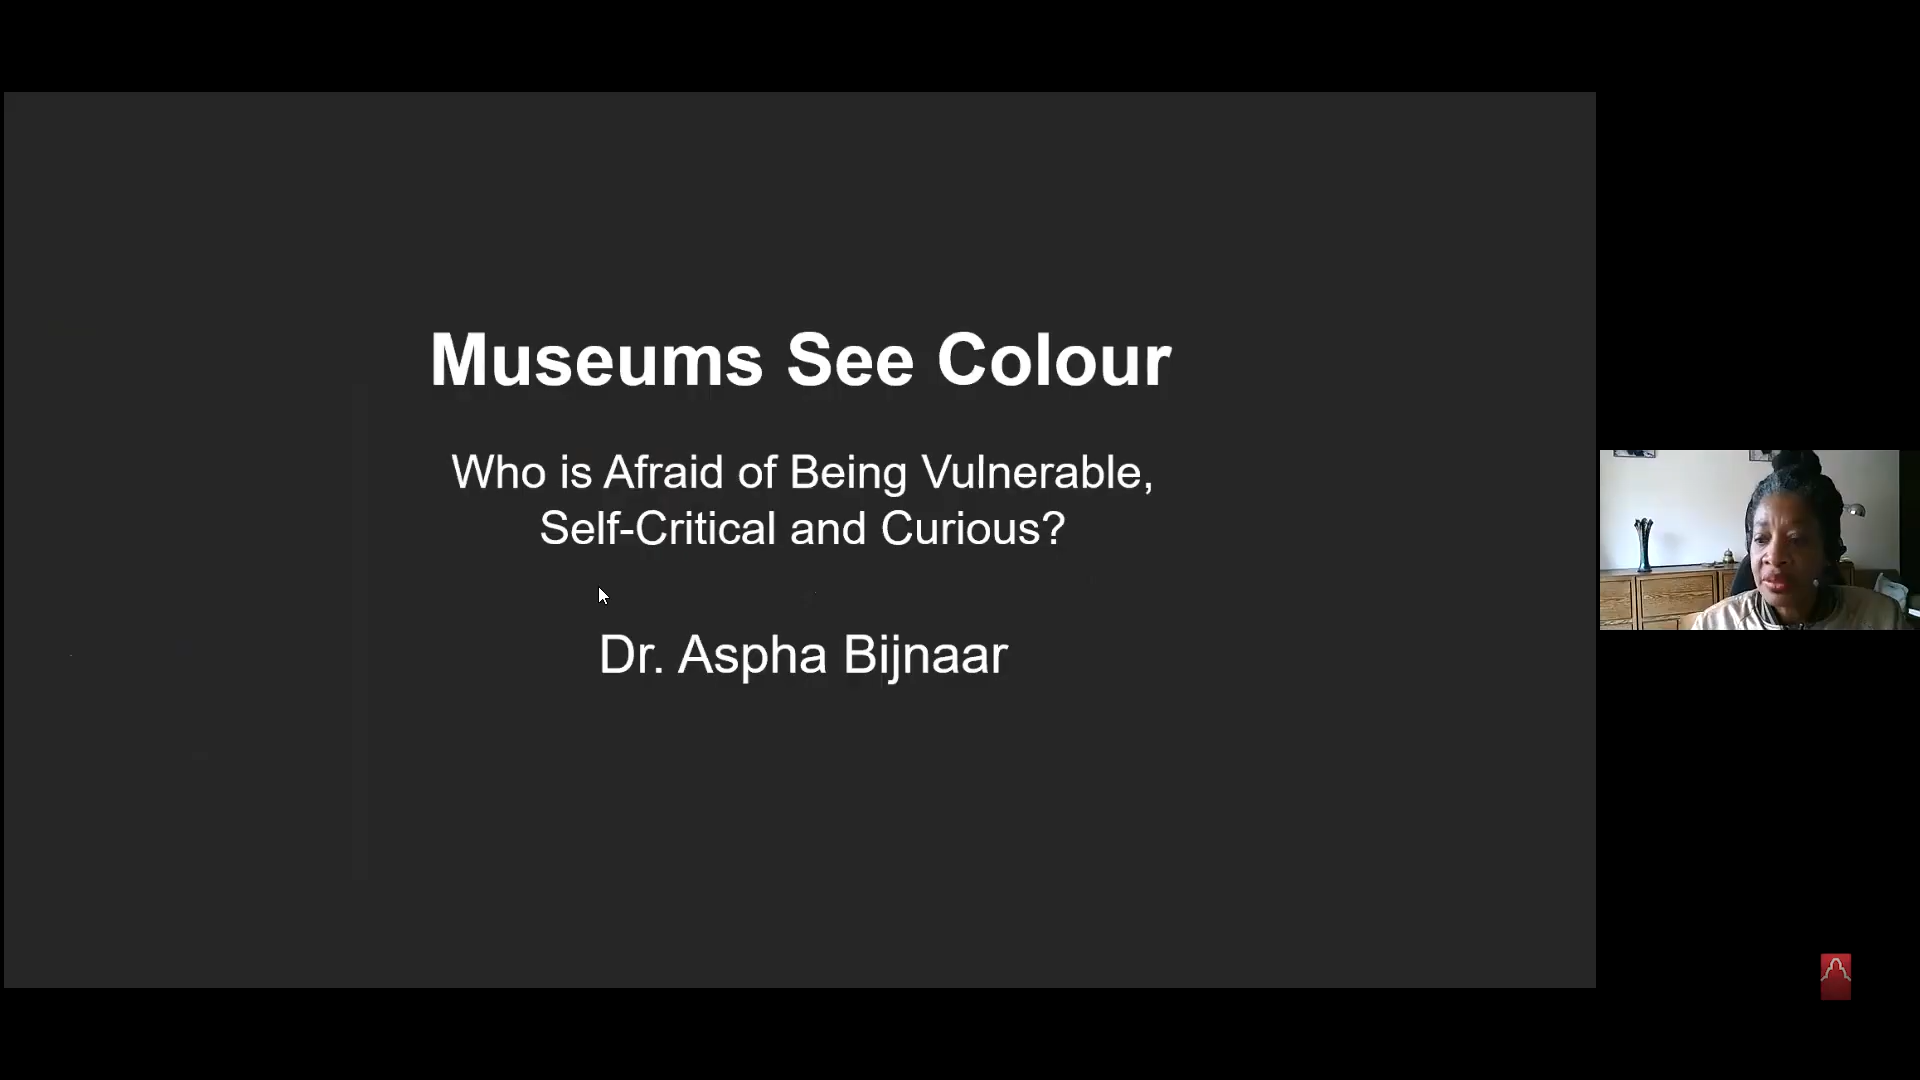 Museums See Colour
Who is Afraid of Being Vulnerable,
Self-Critical and Curious?
Dr. Aspha Bijnaar